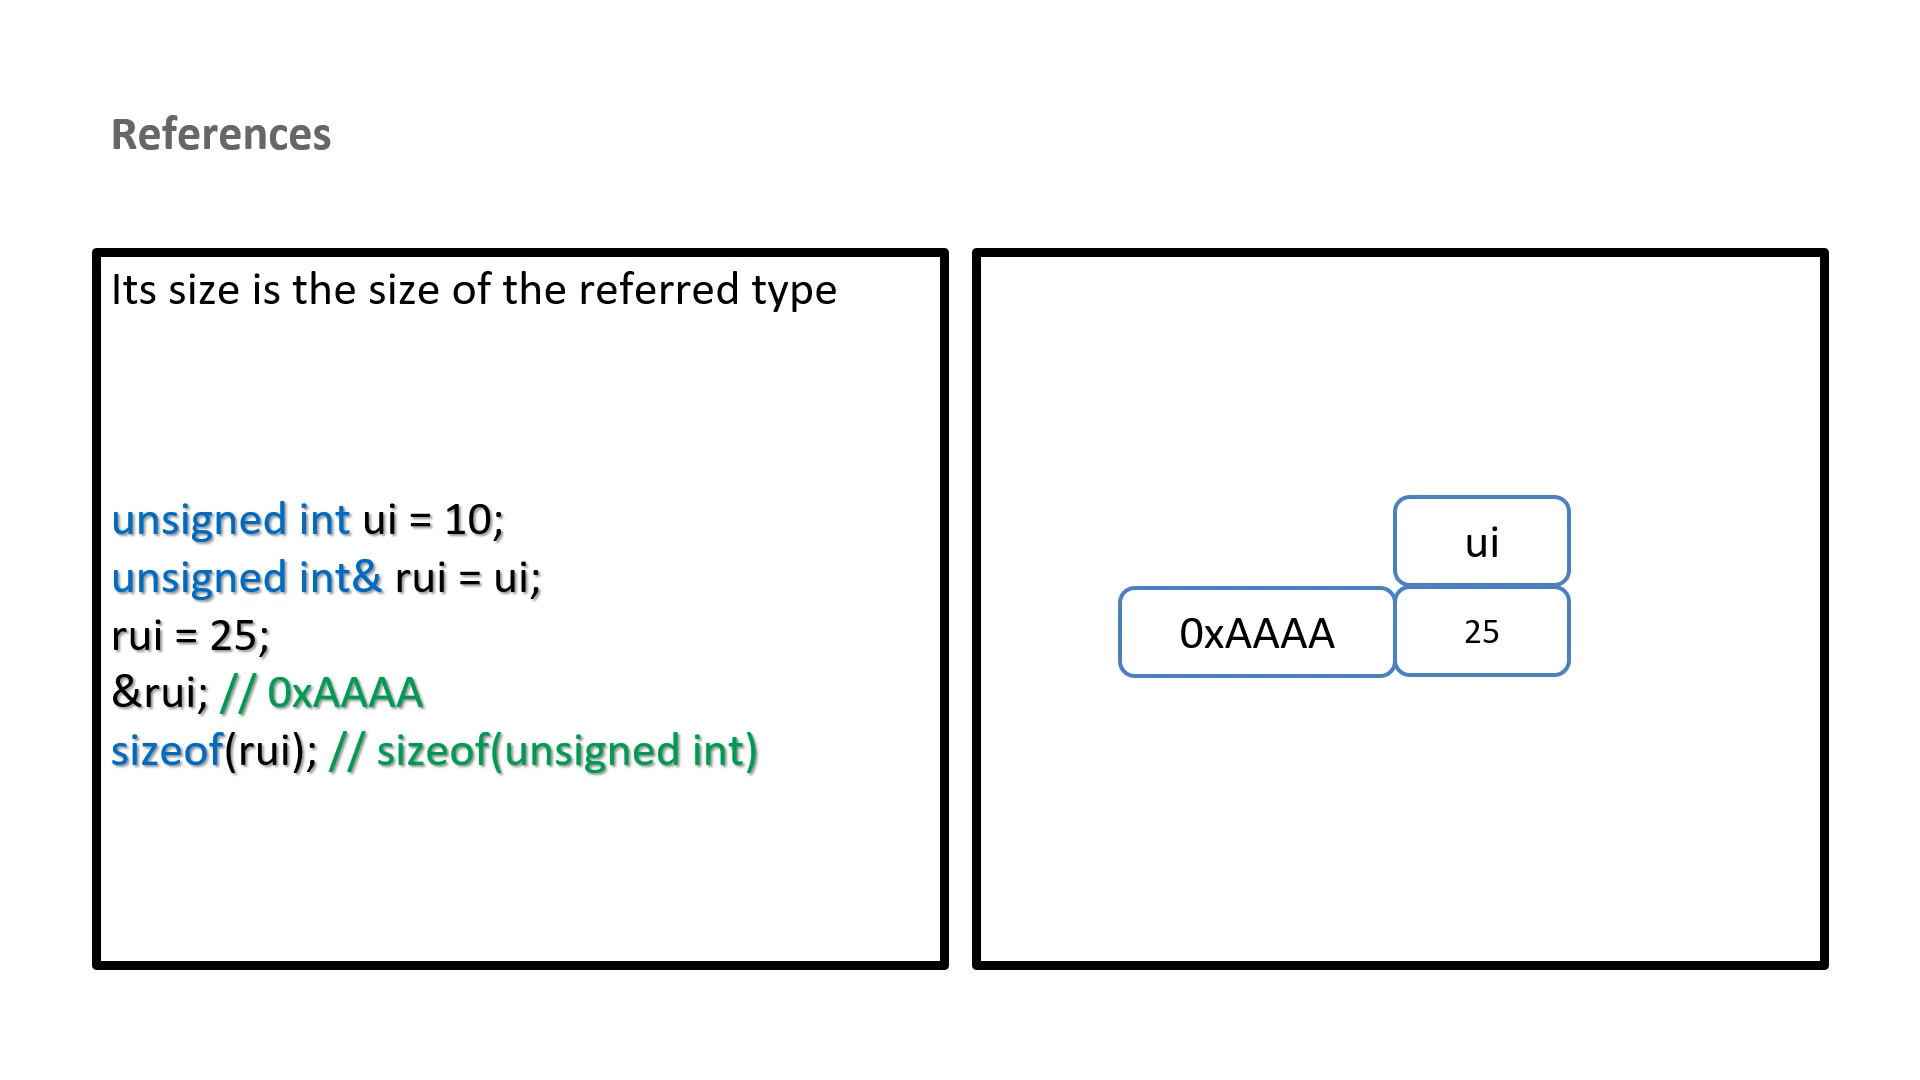 References
Its size is the size of the referred type
unsigned int ui = 10;
unsigned int& rui = ui;
rui = 25;
&rui; // 0xAAAA
sizeof(rui); // sizeof(unsigned int)
ui
0xAAAA 25